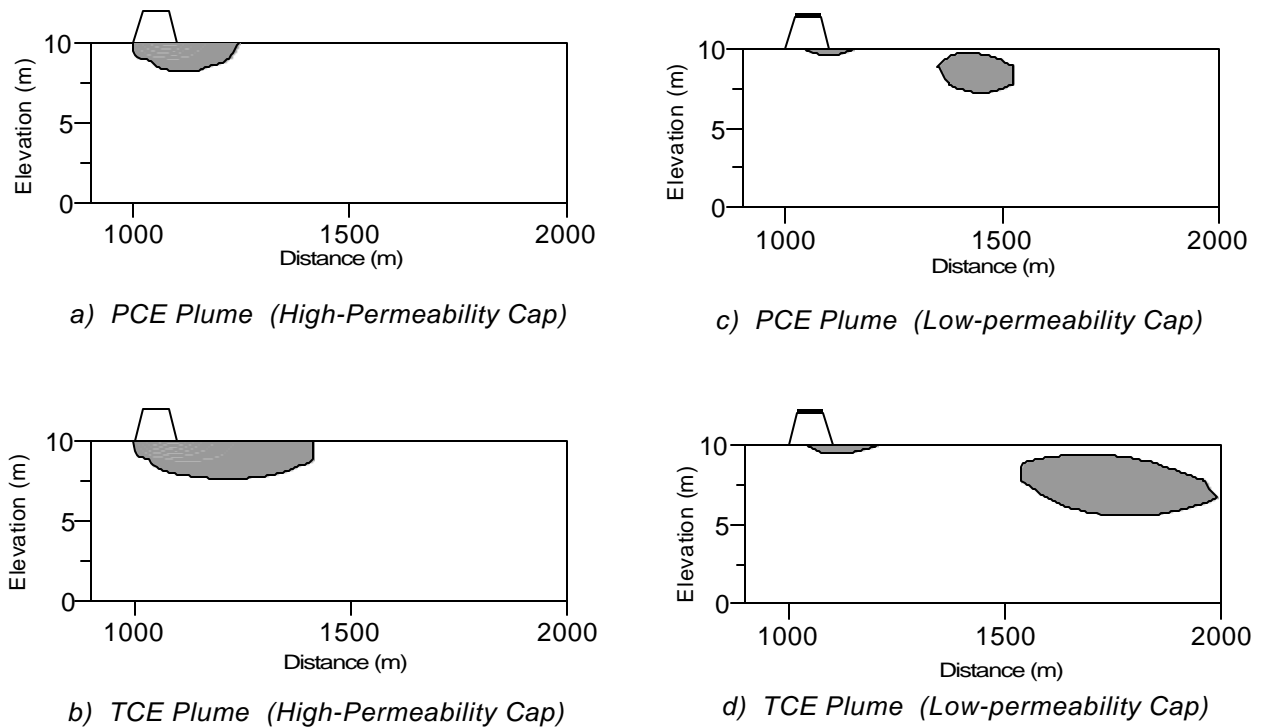 10
5
0
Elevation (m)
1000
1500
2000
Distance (m)
a) PCE Plume (High-Permeability Cap)
10
5
0
Elevation (m)
1000
1500
2000
Distance (m)
c) PCE Plume (Low-permeability Cap)
10
5
0
Elevation (m)
1000
1500
2000
Distance (m)
b) TCE Plume (High-Permeability Cap)
10
5
0
Elevation (m)
1000
1500
2000
Distance (m)
d) TCE Plume (Low-permeability Cap)